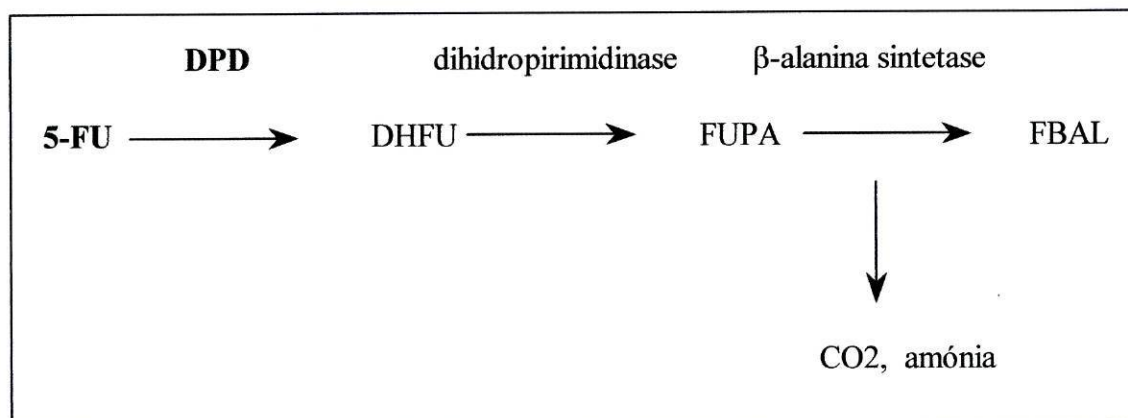 DPD dihidropirimidinase β-alanina sintetase
5-FU DHFU FUPA FBAL
CO2, amónia